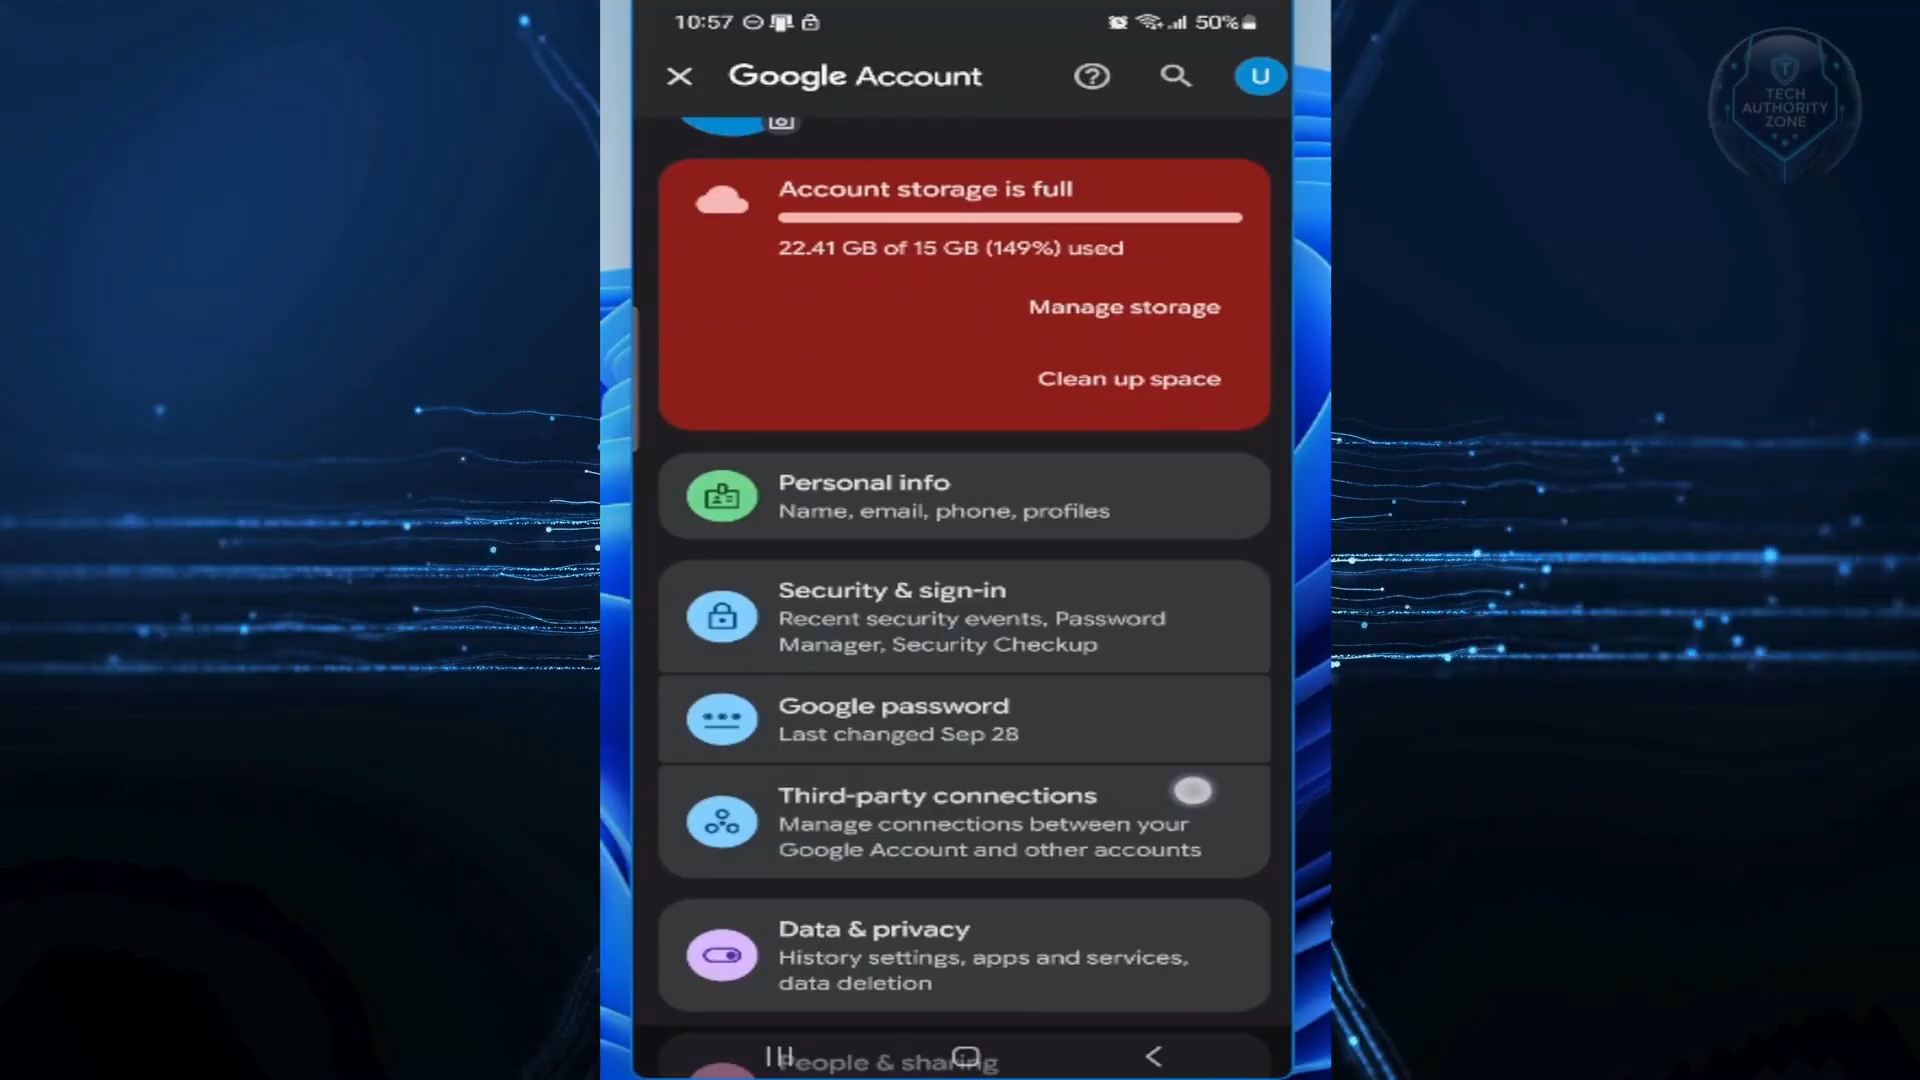 10:57
50%
Google Account
U
TECH
AUTHORITY
ZONE
Account storage is full
22.41 GB of 15 GB (149%) used
Manage storage
Clean up space
Personal info
Name, email, phone, profiles
Security & sign-in
Recent security events, Password
Manager, Security Checkup
Google password
Last changed Sep 28
Third-party connections
Manage connections between your
Google Account and other accounts
Data & privacy
History settings, apps and services,
data deletion
People & sharing